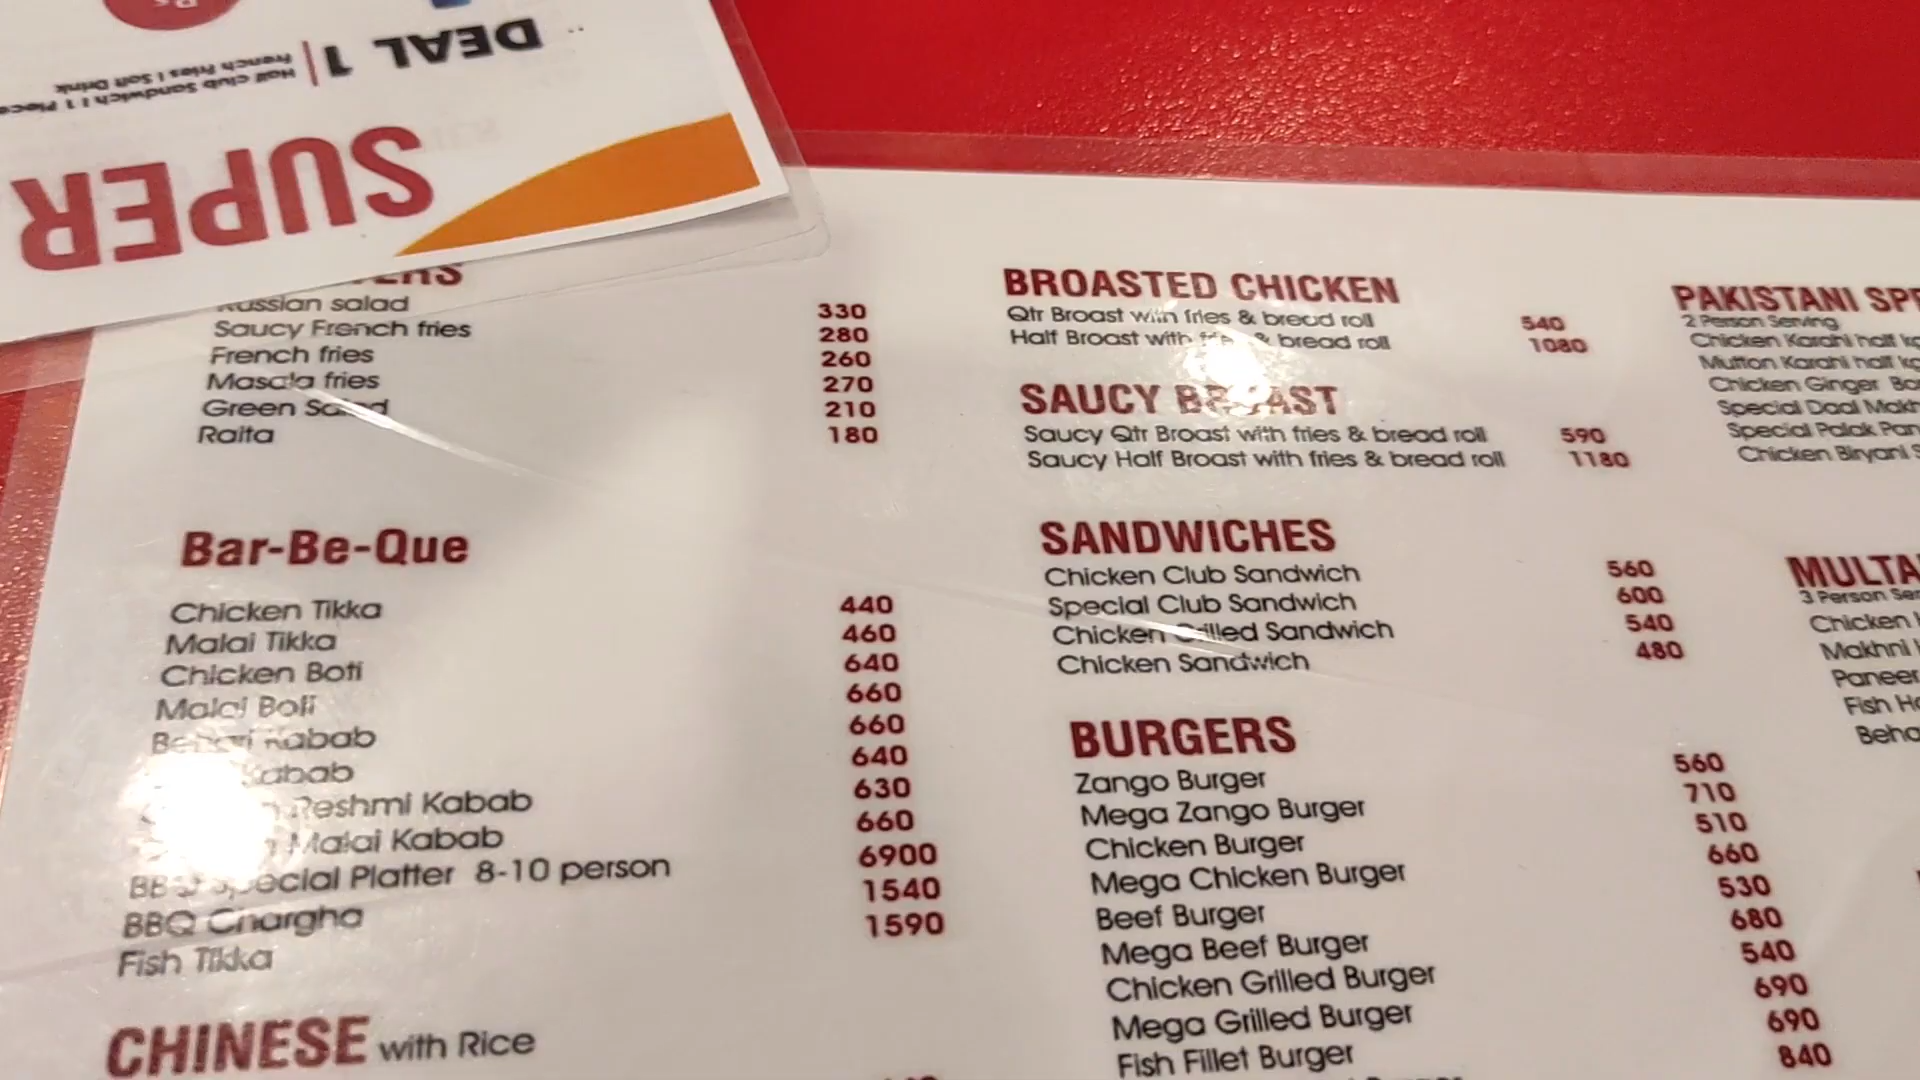 DEAL 1
Half club Sandwich | 1 Piece
French Fries | Soft Drink
SUPER
Russian salad 330
Saucy French fries 280
French fries 260
Masala fries 270
Green Salad 210
Raita 180
Bar-Be-Que
Chicken Tikka 440
Malai Tikka 460
Chicken Boti 640
Malai Boti 660
Behari Kabab 660
Kabab 640
Reshmi Kabab 630
Malai Kabab 660
BBQ Special Platter 8-10 person 6900
BBQ Chargha 1540
Fish Tikka 1590
CHINESE with Rice
BROASTED CHICKEN
Qtr Broast with fries & bread roll 540
Half Broast with fries & bread roll 1080
SAUCY BROAST
Saucy Qtr Broast with fries & bread roll 590
Saucy Half Broast with fries & bread roll 1180
SANDWICHES
Chicken Club Sandwich 560
Special Club Sandwich 600
Chicken Grilled Sandwich 540
Chicken Sandwich 480
BURGERS
Zango Burger 560
Mega Zango Burger 710
Chicken Burger 510
Mega Chicken Burger 660
Beef Burger 530
Mega Beef Burger 680
Chicken Grilled Burger 540
Mega Grilled Burger 690
Fish Fillet Burger 690
840
PAKISTANI
2 Person Serving
Chicken Karahi half
Mutton Karahi half
Chicken Ginger
Special Daal
Special Palak
Chicken Biryani
3 Person
Chicken
Makhni
Paneer
Fish